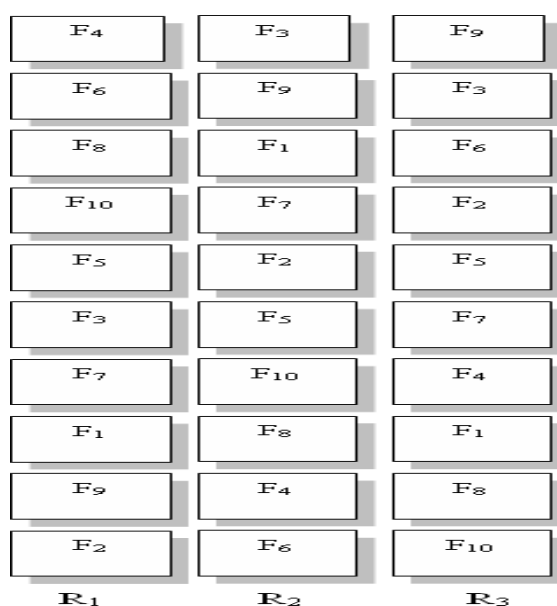 F4 F3 F9
F6 F9 F3
F8 F1 F6
F10 F7 F2
F5 F2 F5
F3 F5 F7
F7 F10 F4
F1 F8 F1
F9 F4 F8
F2 F6 F10
R1 R2 R3